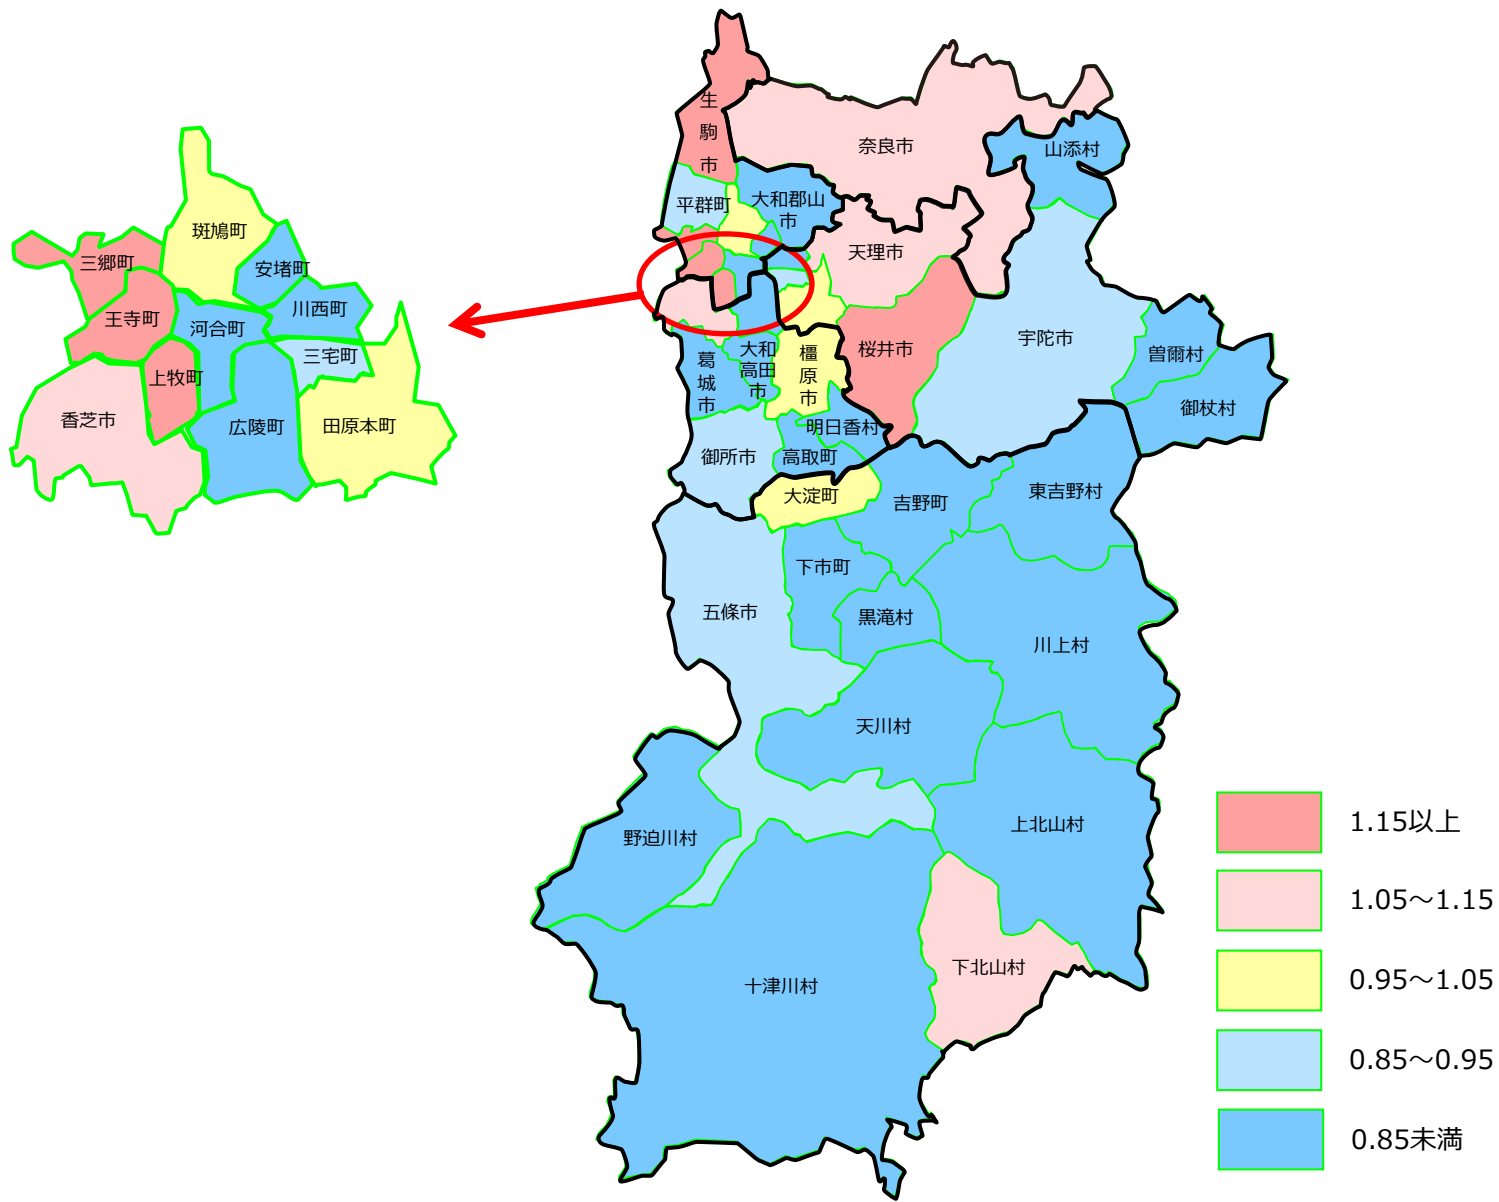 生駒市
奈良市
山添村
平群町
大和郡山市
天理市
斑鳩町
三郷町
安堵町
川西町
王寺町
河合町
三宅町
上牧町
香芝市
広陵町
田原本町
宇陀市
桜井市
曽爾村
御杖村
葛城市
大和高田市
橿原市
明日香村
御所市
高取町
大淀町
吉野町
東吉野村
下市町
五條市
黒滝村
川上村
天川村
野迫川村
上北山村
十津川村
下北山村
1.15以上
1.05～1.15
0.95～1.05
0.85～0.95
0.85未満